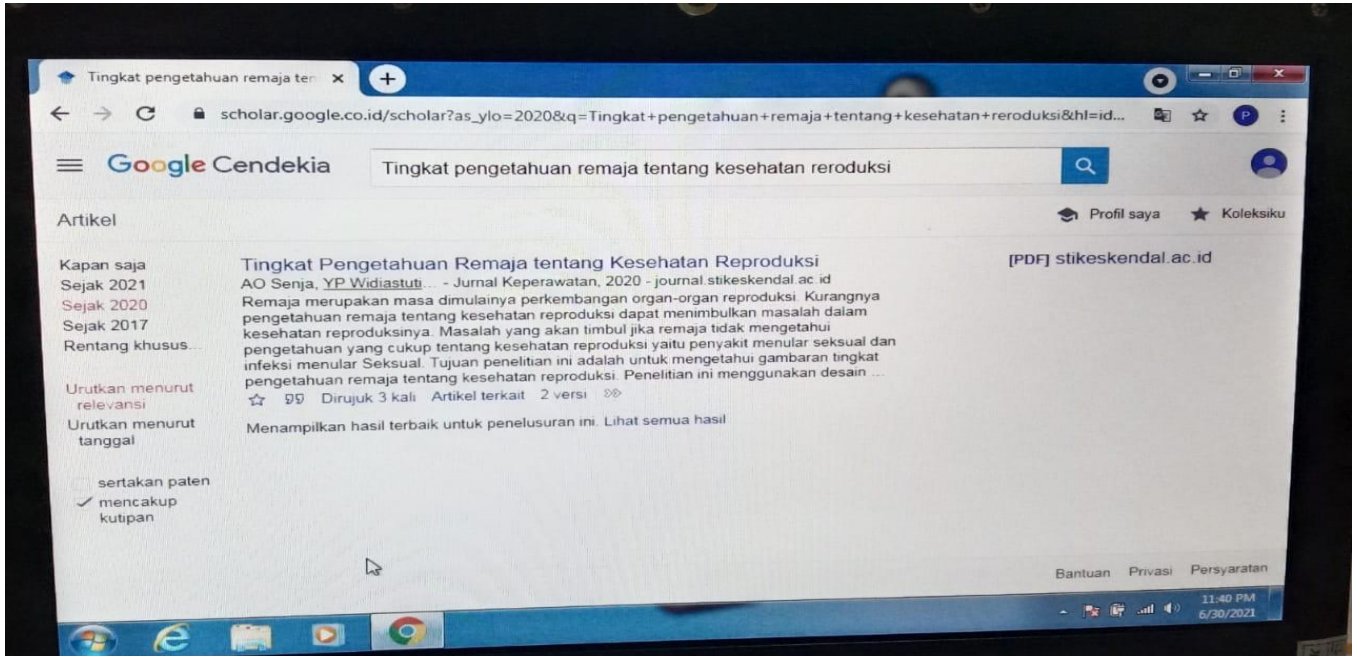 Tingkat pengetahuan remaja ter
scholar.google.co.id/scholar?as_ylo=2020&q=Tingkat+pengetahuan+remaja+tentang+kesehatan+reroduksi&hl=id...
P
Google Cendekia
Tingkat pengetahuan remaja tentang kesehatan reroduksi
Artikel
Profil saya
Koleksiku
Kapan saja
Sejak 2021
Sejak 2020
Sejak 2017
Rentang khusus...
Urutkan menurut
relevansi
Urutkan menurut
tanggal
sertakan paten
mencakup
kutipan
Tingkat Pengetahuan Remaja tentang Kesehatan Reproduksi
AO Senja, YP Widiastuti... - Jurnal Keperawatan, 2020 - journal.stikeskendal.ac.id
Remaja merupakan masa dimulainya perkembangan organ-organ reproduksi. Kurangnya
pengetahuan remaja tentang kesehatan reproduksi dapat menimbulkan masalah dalam
kesehatan reproduksinya. Masalah yang akan timbul jika remaja tidak mengetahui
pengetahuan yang cukup tentang kesehatan reproduksi yaitu penyakit menular seksual dan
infeksi menular Seksual. Tujuan penelitian ini adalah untuk mengetahui gambaran tingkat
pengetahuan remaja tentang kesehatan reproduksi. Penelitian ini menggunakan desain ...
Dirujuk 3 kali Artikel terkait 2 versi
Menampilkan hasil terbaik untuk penelusuran ini. Lihat semua hasil
[PDF] stikeskendal.ac.id
Bantuan Privasi Persyaratan
11:40 PM
6/30/2021